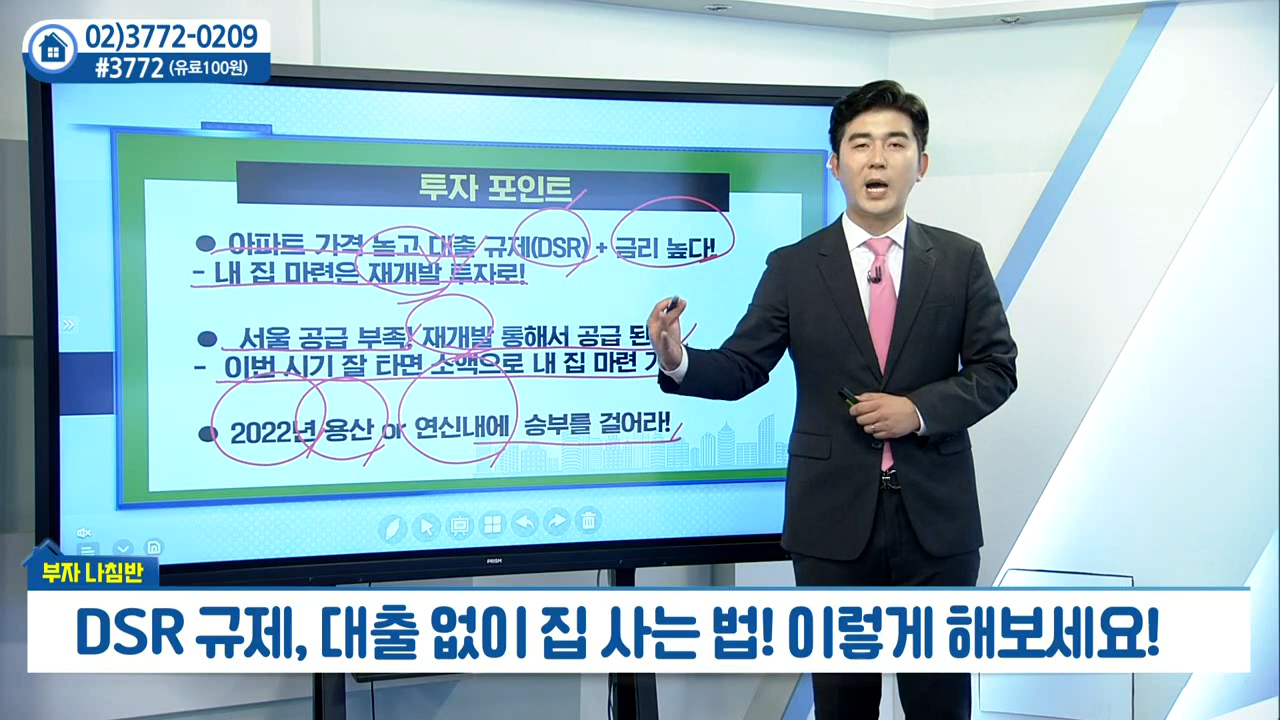 02)3772-0209
#3772 (유료100원)
투자 포인트
● 아파트 가격 높고 대출 규제(DSR) + 금리 높다!
- 내 집 마련은 재개발 투자로!
● 서울 공급 부족! 재개발 통해서 공급 된
- 이번 시기 잘 타면 소액으로 내 집 마련
● 2022년 용산 or 연신내에 승부를 걸어라!
PRISM
부자 나침반
DSR 규제, 대출 없이 집 사는 법! 이렇게 해보세요!